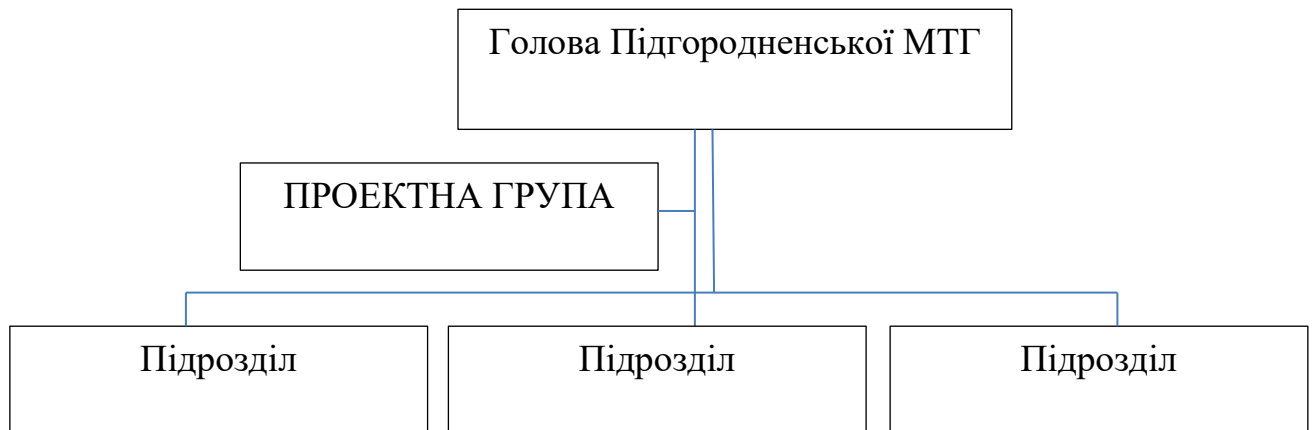 Голова Підгородненської МТГ
ПРОЕКТНА ГРУПА
Підрозділ
Підрозділ
Підрозділ